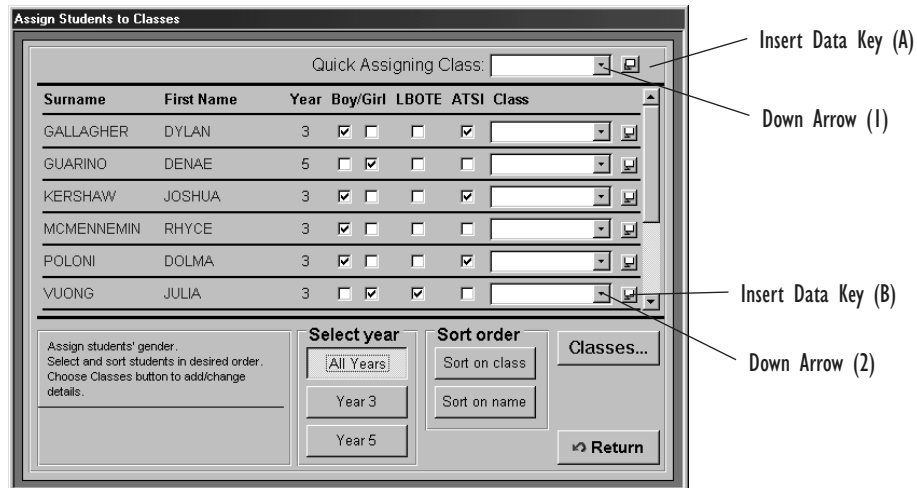 Assign Students to Classes
Quick Assigning Class:
Insert Data Key (A)
Down Arrow (1)
Surname First Name Year Boy/Girl LBOTE ATSI Class
GALLAGHER DYLAN 3
GUARINO DENAE 5
KERSHAW JOSHUA 3
MCMENNEMIN RHYCE 3
POLONI DOLMA 3
VUONG JULIA 3
Insert Data Key (B)
Down Arrow (2)
Assign students' gender.
Select and sort students in desired order.
Choose Classes button to add/change
details.
Select year
All Years
Year 3
Year 5
Sort order
Sort on class
Sort on name
Classes...
Return